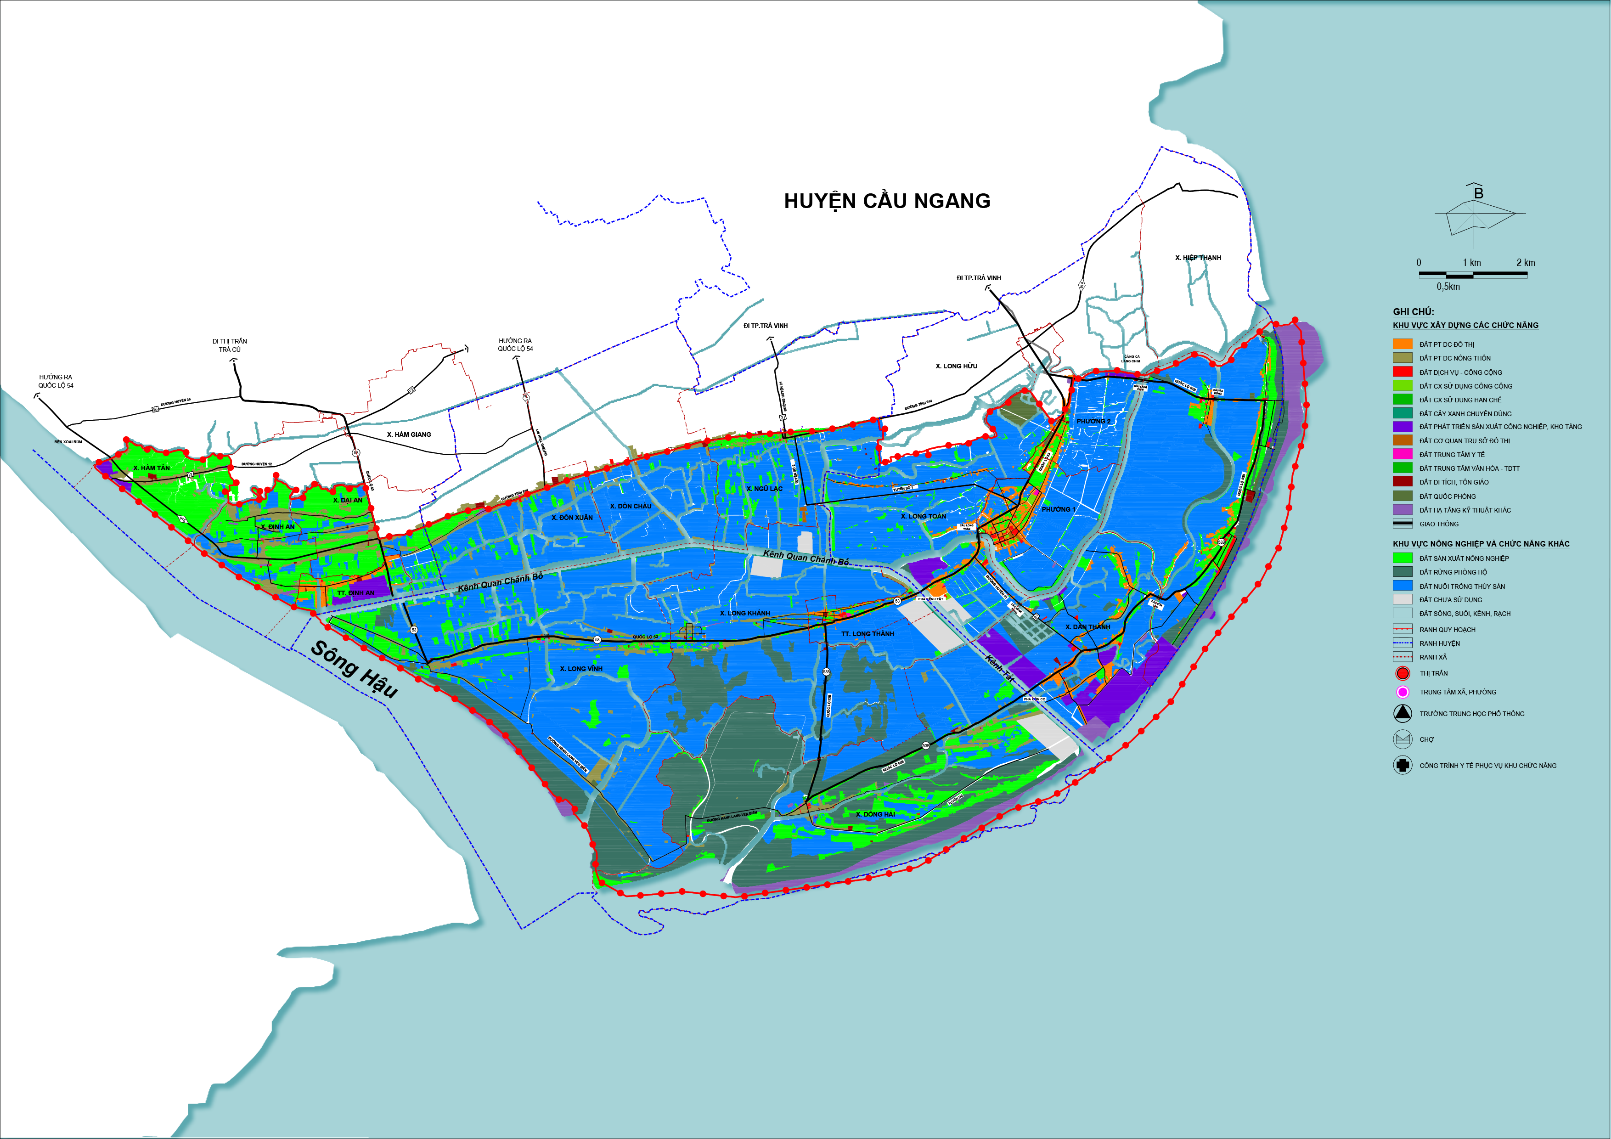 HUYỆN CẦU NGANG
B
0 1 km 2 km
0,5km
X. HIỆP THẠNH
ĐI TP.TRÀ VINH
ĐI TP.TRÀ VINH
ĐI THỊ TRẤN
TRÀ CÚ
HƯỚNG RA
QUỐC LỘ 54
HƯỚNG RA
QUỐC LỘ 54
X. LONG HỮU
X. HÀM GIANG
X. HÀM TÂN
X. ĐẠI AN
X. ĐỊNH AN
TT. ĐỊNH AN
X. ĐÔN XUÂN
X. ĐÔN CHÂU
X. NGŨ LẠC
X. LONG TOÀN
PHƯỜNG 2
PHƯỜNG 1
Kênh Quan Chánh Bố
Kênh Quan Chánh Bố
X. LONG KHÁNH
TT. LONG THÀNH
X. DÂN THÀNH
QUỐC LỘ 53
X. LONG VĨNH
Kênh Tắt
Sông Hậu
X. ĐÔNG HẢI
GHI CHÚ:
KHU VỰC XÂY DỰNG CÁC CHỨC NĂNG
ĐẤT PT DC ĐÔ THỊ
ĐẤT PT DC NÔNG THÔN
ĐẤT DỊCH VỤ - CÔNG CỘNG
ĐẤT CX SỬ DỤNG CÔNG CỘNG
ĐẤT CX SỬ DỤNG HẠN CHẾ
ĐẤT CÂY XANH CHUYÊN DÙNG
ĐẤT PHÁT TRIỂN SẢN XUẤT CÔNG NGHIỆP, KHO TÀNG
ĐẤT CƠ QUAN TRỤ SỞ ĐÔ THỊ
ĐẤT TRUNG TÂM Y TẾ
ĐẤT TRUNG TÂM VĂN HÓA - TDTT
ĐẤT DI TÍCH, TÔN GIÁO
ĐẤT QUỐC PHÒNG
ĐẤT HẠ TẦNG KỸ THUẬT KHÁC
GIAO THÔNG
KHU VỰC NÔNG NGHIỆP VÀ CHỨC NĂNG KHÁC
ĐẤT SẢN XUẤT NÔNG NGHIỆP
ĐẤT RỪNG PHÒNG HỘ
ĐẤT NUÔI TRỒNG THỦY SẢN
ĐẤT CHƯA SỬ DỤNG
ĐẤT SÔNG, SUỐI, KÊNH, RẠCH
RANH QUY HOẠCH
RANH HUYỆN
RANH XÃ
THỊ TRẤN
TRUNG TÂM XÃ, PHƯỜNG
TRƯỜNG TRUNG HỌC PHỔ THÔNG
CHỢ
CÔNG TRÌNH Y TẾ PHỤC VỤ KHU CHỨC NĂNG